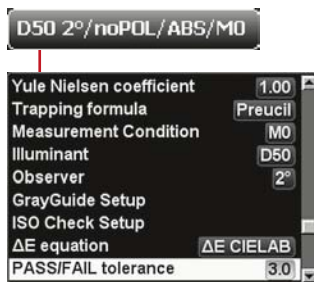 D50 2°/noPOL/ABS/M0
Yule Nielsen coefficient 1.00
Trapping formula Preucil
Measurement Condition M0
Illuminant D50
Observer 2°
GrayGuide Setup
ISO Check Setup
ΔE equation ΔE CIELAB
PASS/FAIL tolerance 3.0